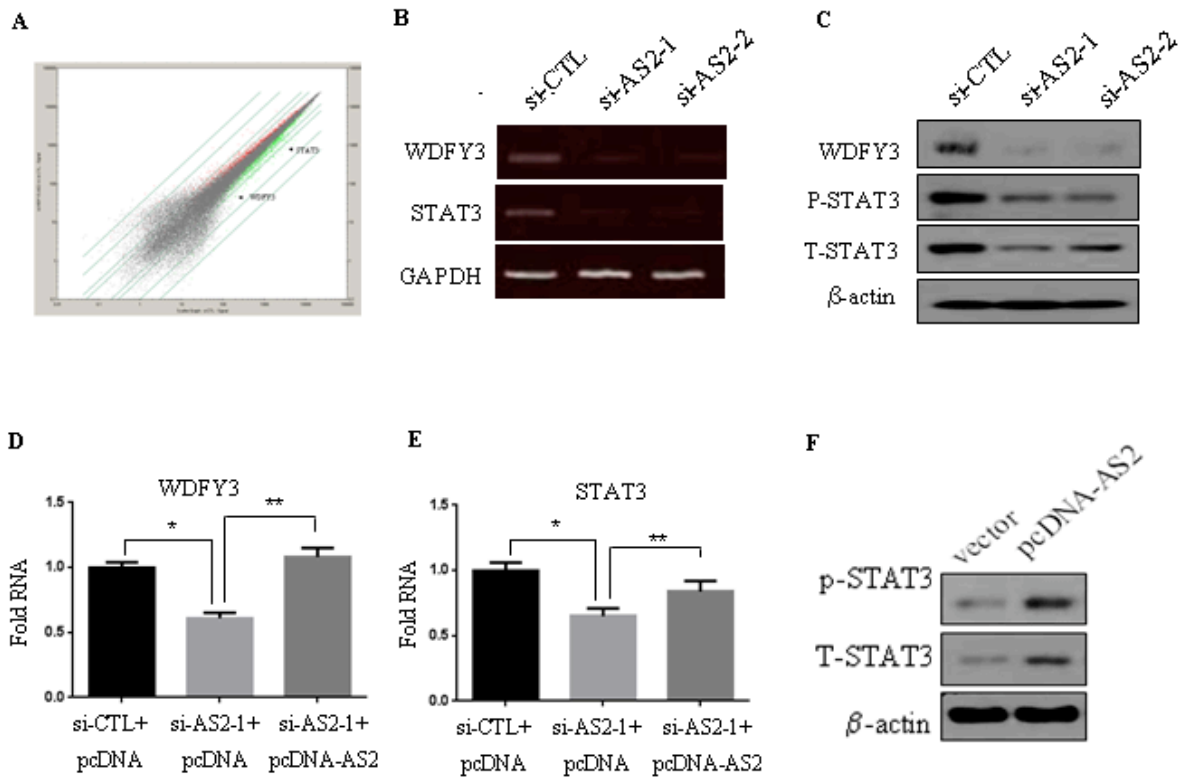 A
STAT3
WDFY3
B
si-CTL
si-AS2-1
si-AS2-2
WDFY3
STAT3
GAPDH
C
si-CTL
si-AS2-1
si-AS2-2
WDFY3
P-STAT3
T-STAT3
β-actin
D
WDFY3
Fold RNA
1.5
1.0
0.5
0.0
*
**
si-CTL+
pcDNA
si-AS2-1+
pcDNA
si-AS2-1+
pcDNA-AS2
E
STAT3
Fold RNA
1.5
1.0
0.5
0.0
*
**
si-CTL+
pcDNA
si-AS2-1+
pcDNA
si-AS2-1+
pcDNA-AS2
F
vector
pcDNA-AS2
p-STAT3
T-STAT3
β-actin